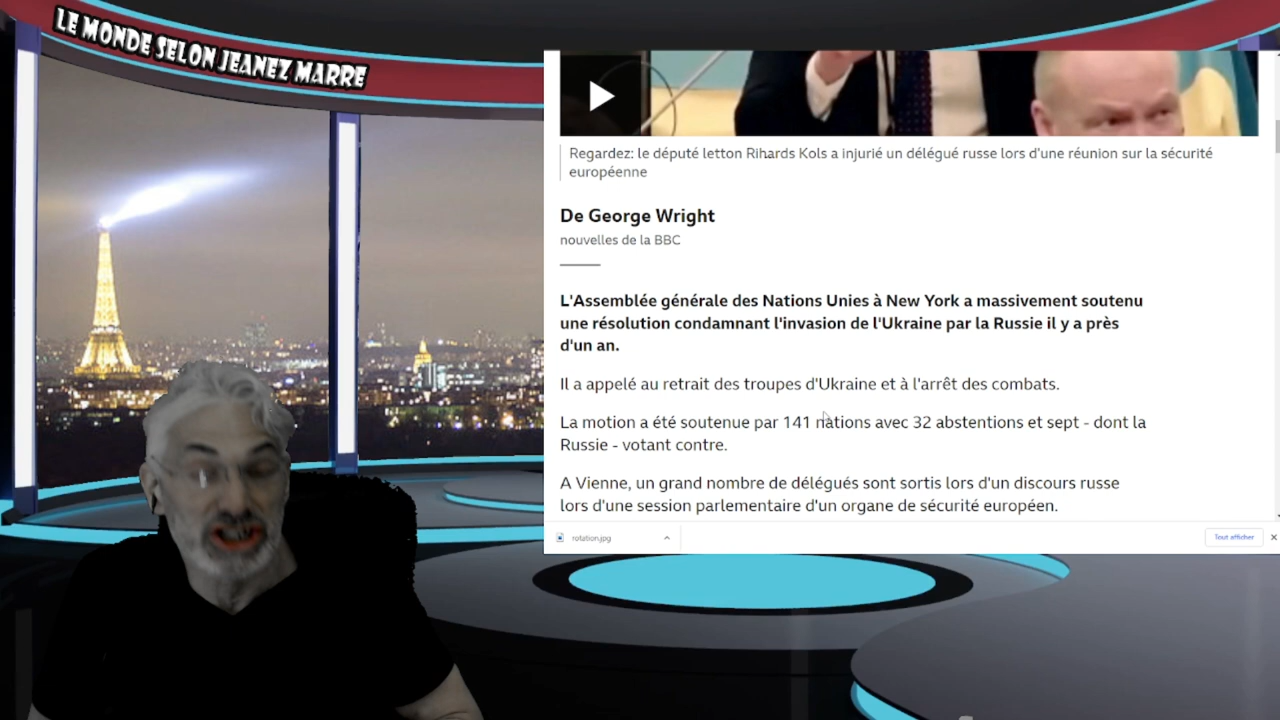 LE MONDE SELON JEANEZ MARRE
Regardez: le député letton Rihards Kols a injurié un délégué russe lors d'une réunion sur la sécurité
européenne
De George Wright
nouvelles de la BBC
L'Assemblée générale des Nations Unies à New York a massivement soutenu
une résolution condamnant l'invasion de l'Ukraine par la Russie il y a près
d'un an.
Il a appelé au retrait des troupes d'Ukraine et à l'arrêt des combats.
La motion a été soutenue par 141 nations avec 32 abstentions et sept - dont la
Russie - votant contre.
A Vienne, un grand nombre de délégués sont sortis lors d'un discours russe
lors d'une session parlementaire d'un organe de sécurité européen.
rotation.jpg
Tout afficher